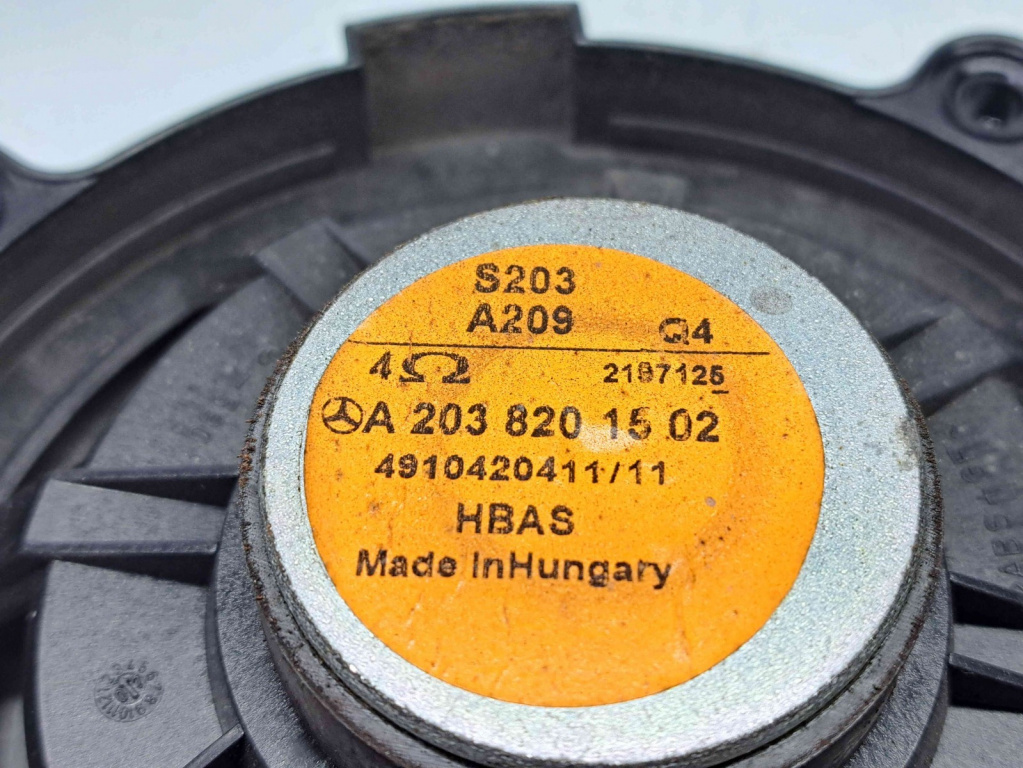 S203
A209 Q4
4Ω 2187125
A 203 820 15 02
4910420411/11
HBAS
Made InHungary